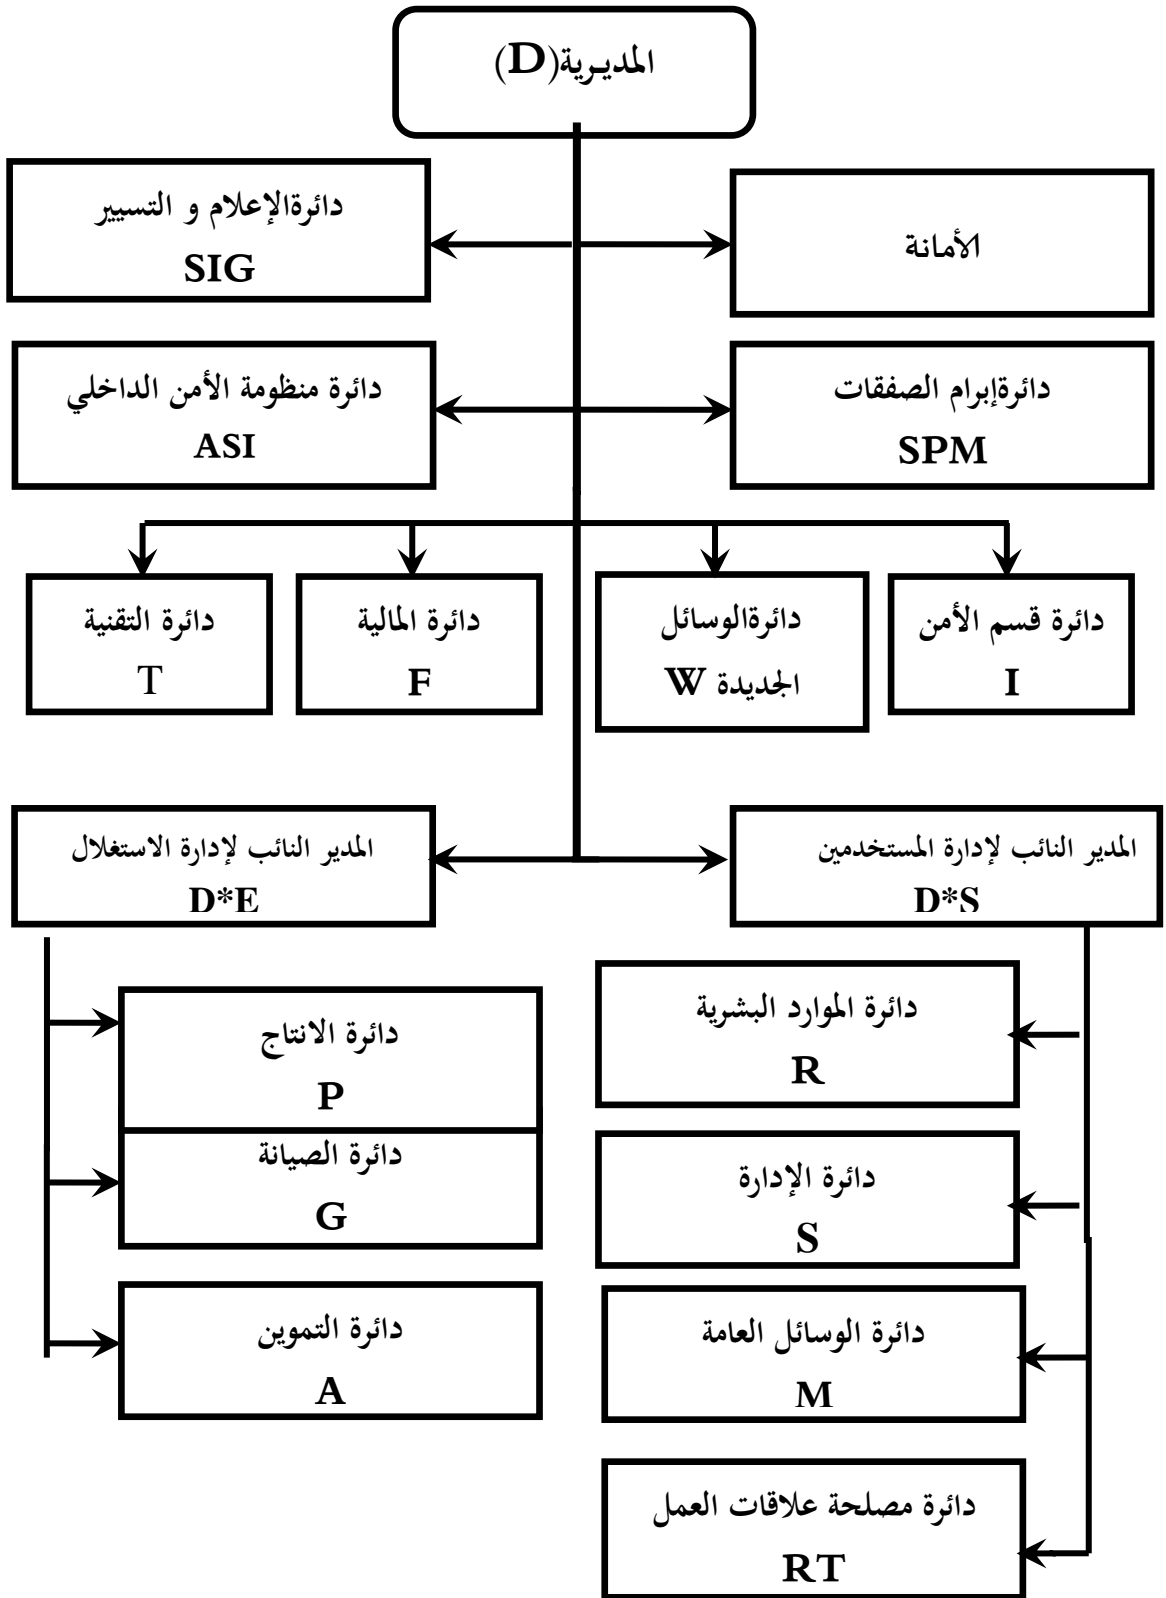 المديرية(D)
الأمانة
دائرةالإعلام و التسيير
SIG
دائرةإبرام الصفقات
SPM
دائرة منظومة الأمن الداخلي
ASI
دائرة قسم الأمن
I
دائرةالوسائل
الجديدة W
دائرة المالية
F
دائرة التقنية
T
المدير النائب لإدارة المستخدمين
D*S
المدير النائب لإدارة الاستغلال
D*E
دائرة الموارد البشرية
R
دائرة الإدارة
S
دائرة الوسائل العامة
M
دائرة مصلحة علاقات العمل
RT
دائرة الانتاج
P
دائرة الصيانة
G
دائرة التموين
A